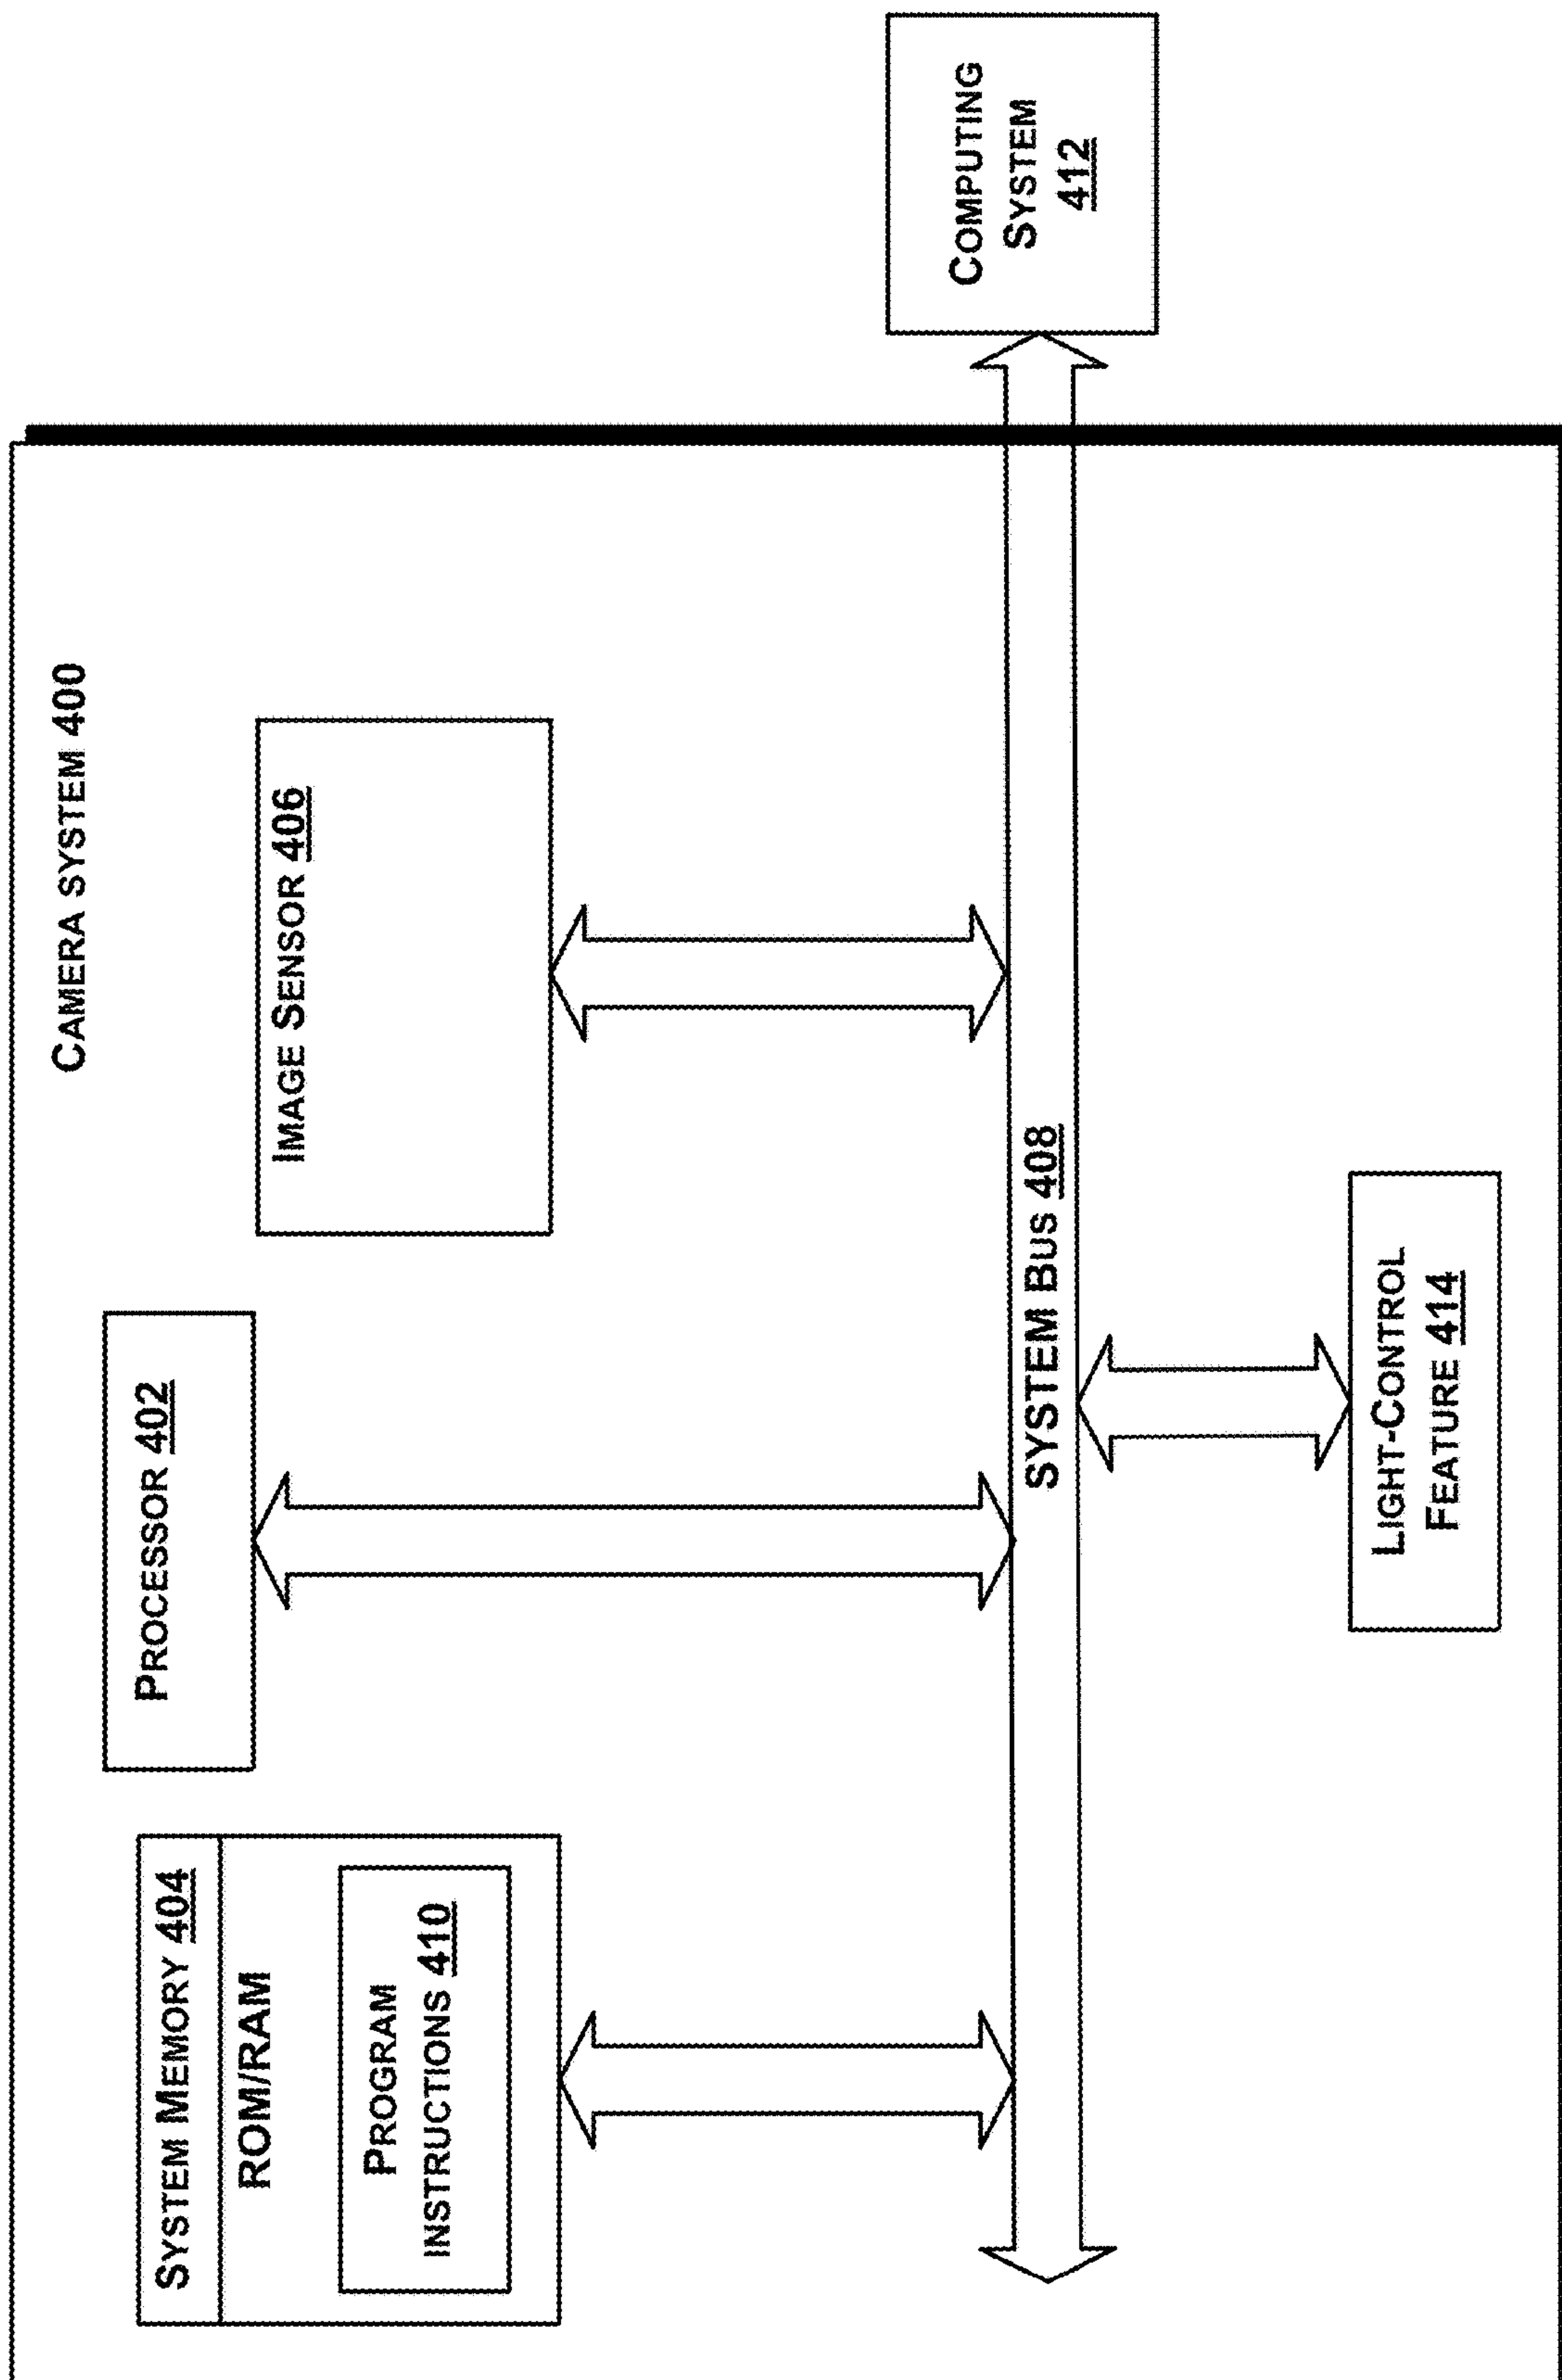 CAMERA SYSTEM 400
SYSTEM MEMORY 404
ROM/RAM
PROGRAM
INSTRUCTIONS 410
PROCESSOR 402
IMAGE SENSOR 406
SYSTEM BUS 408
LIGHT-CONTROL
FEATURE 414
COMPUTING
SYSTEM
412